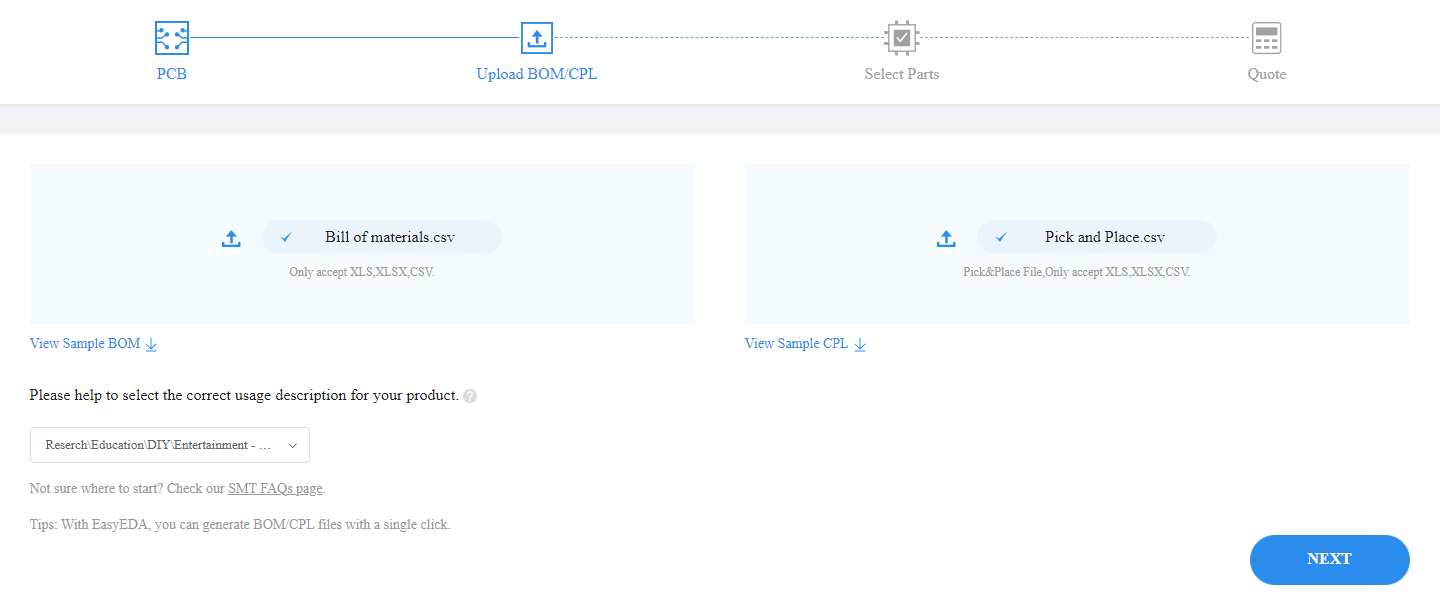 PCB
Upload BOM/CPL
Select Parts
Quote
Bill of materials.csv
Only accept XLS,XLSX,CSV.
Pick and Place.csv
Pick&Place File,Only accept XLS,XLSX,CSV.
View Sample BOM
View Sample CPL
Please help to select the correct usage description for your product. ?
Reserch\Education\DIY\Entertainment - ...
Not sure where to start? Check our SMT FAQs page.
Tips: With EasyEDA, you can generate BOM/CPL files with a single click.
NEXT